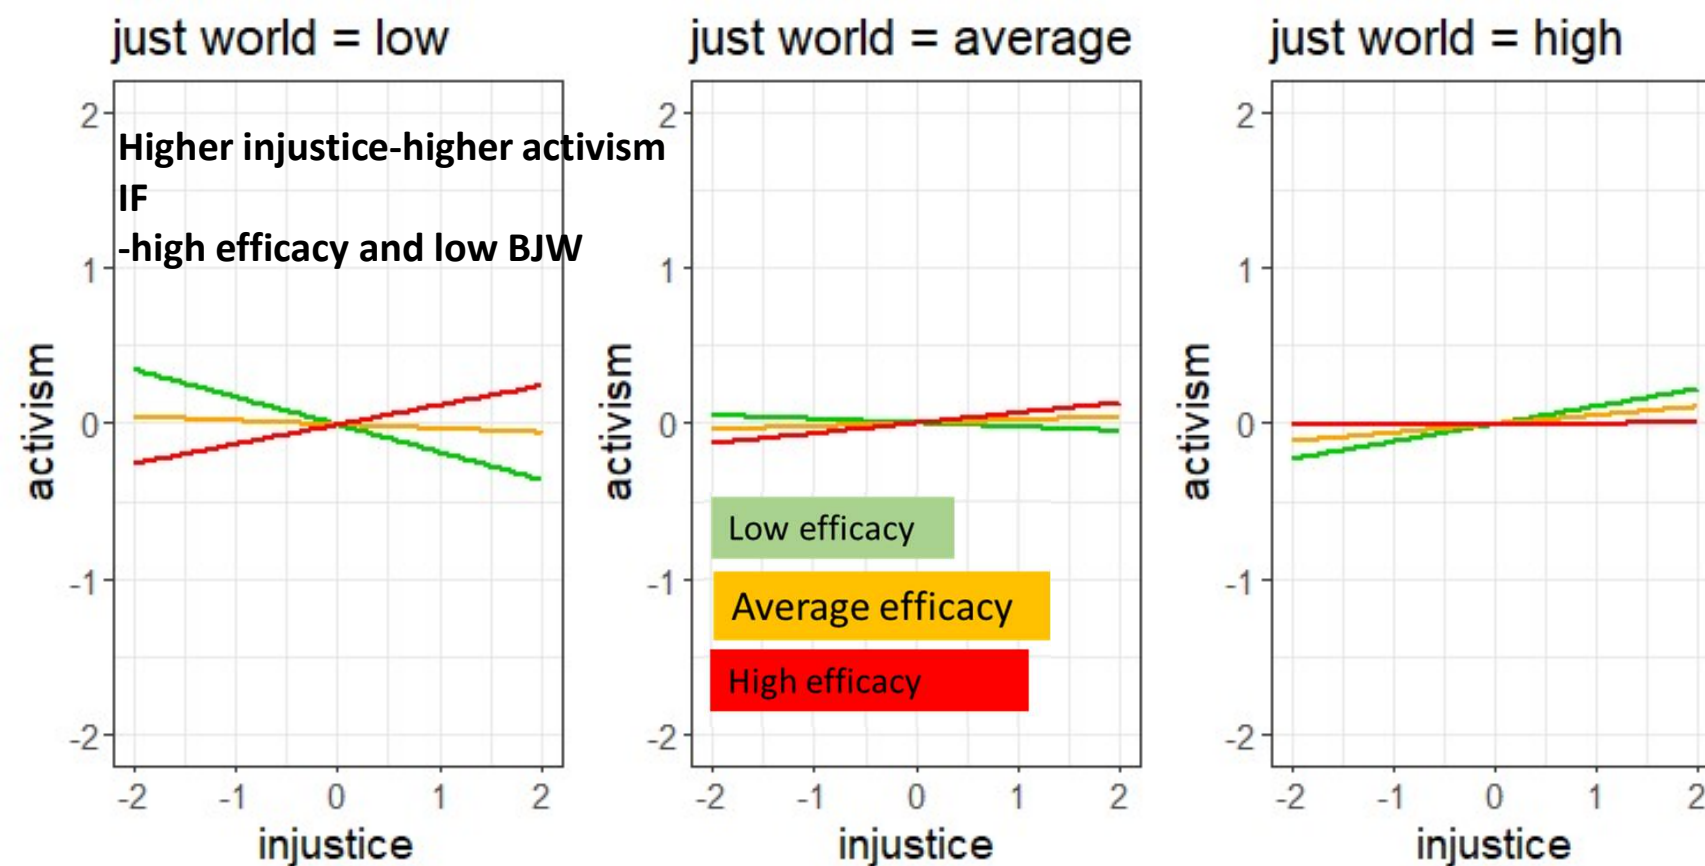 just world = low
just world = average
just world = high
Higher injustice-higher activism
IF
-high efficacy and low BJW
2
1
0
-1
-2
activism
-2 -1 0 1 2
injustice
2
1
0
-1
-2
activism
Low efficacy
Average efficacy
High efficacy
-2 -1 0 1 2
injustice
2
1
0
-1
-2
activism
-2 -1 0 1 2
injustice